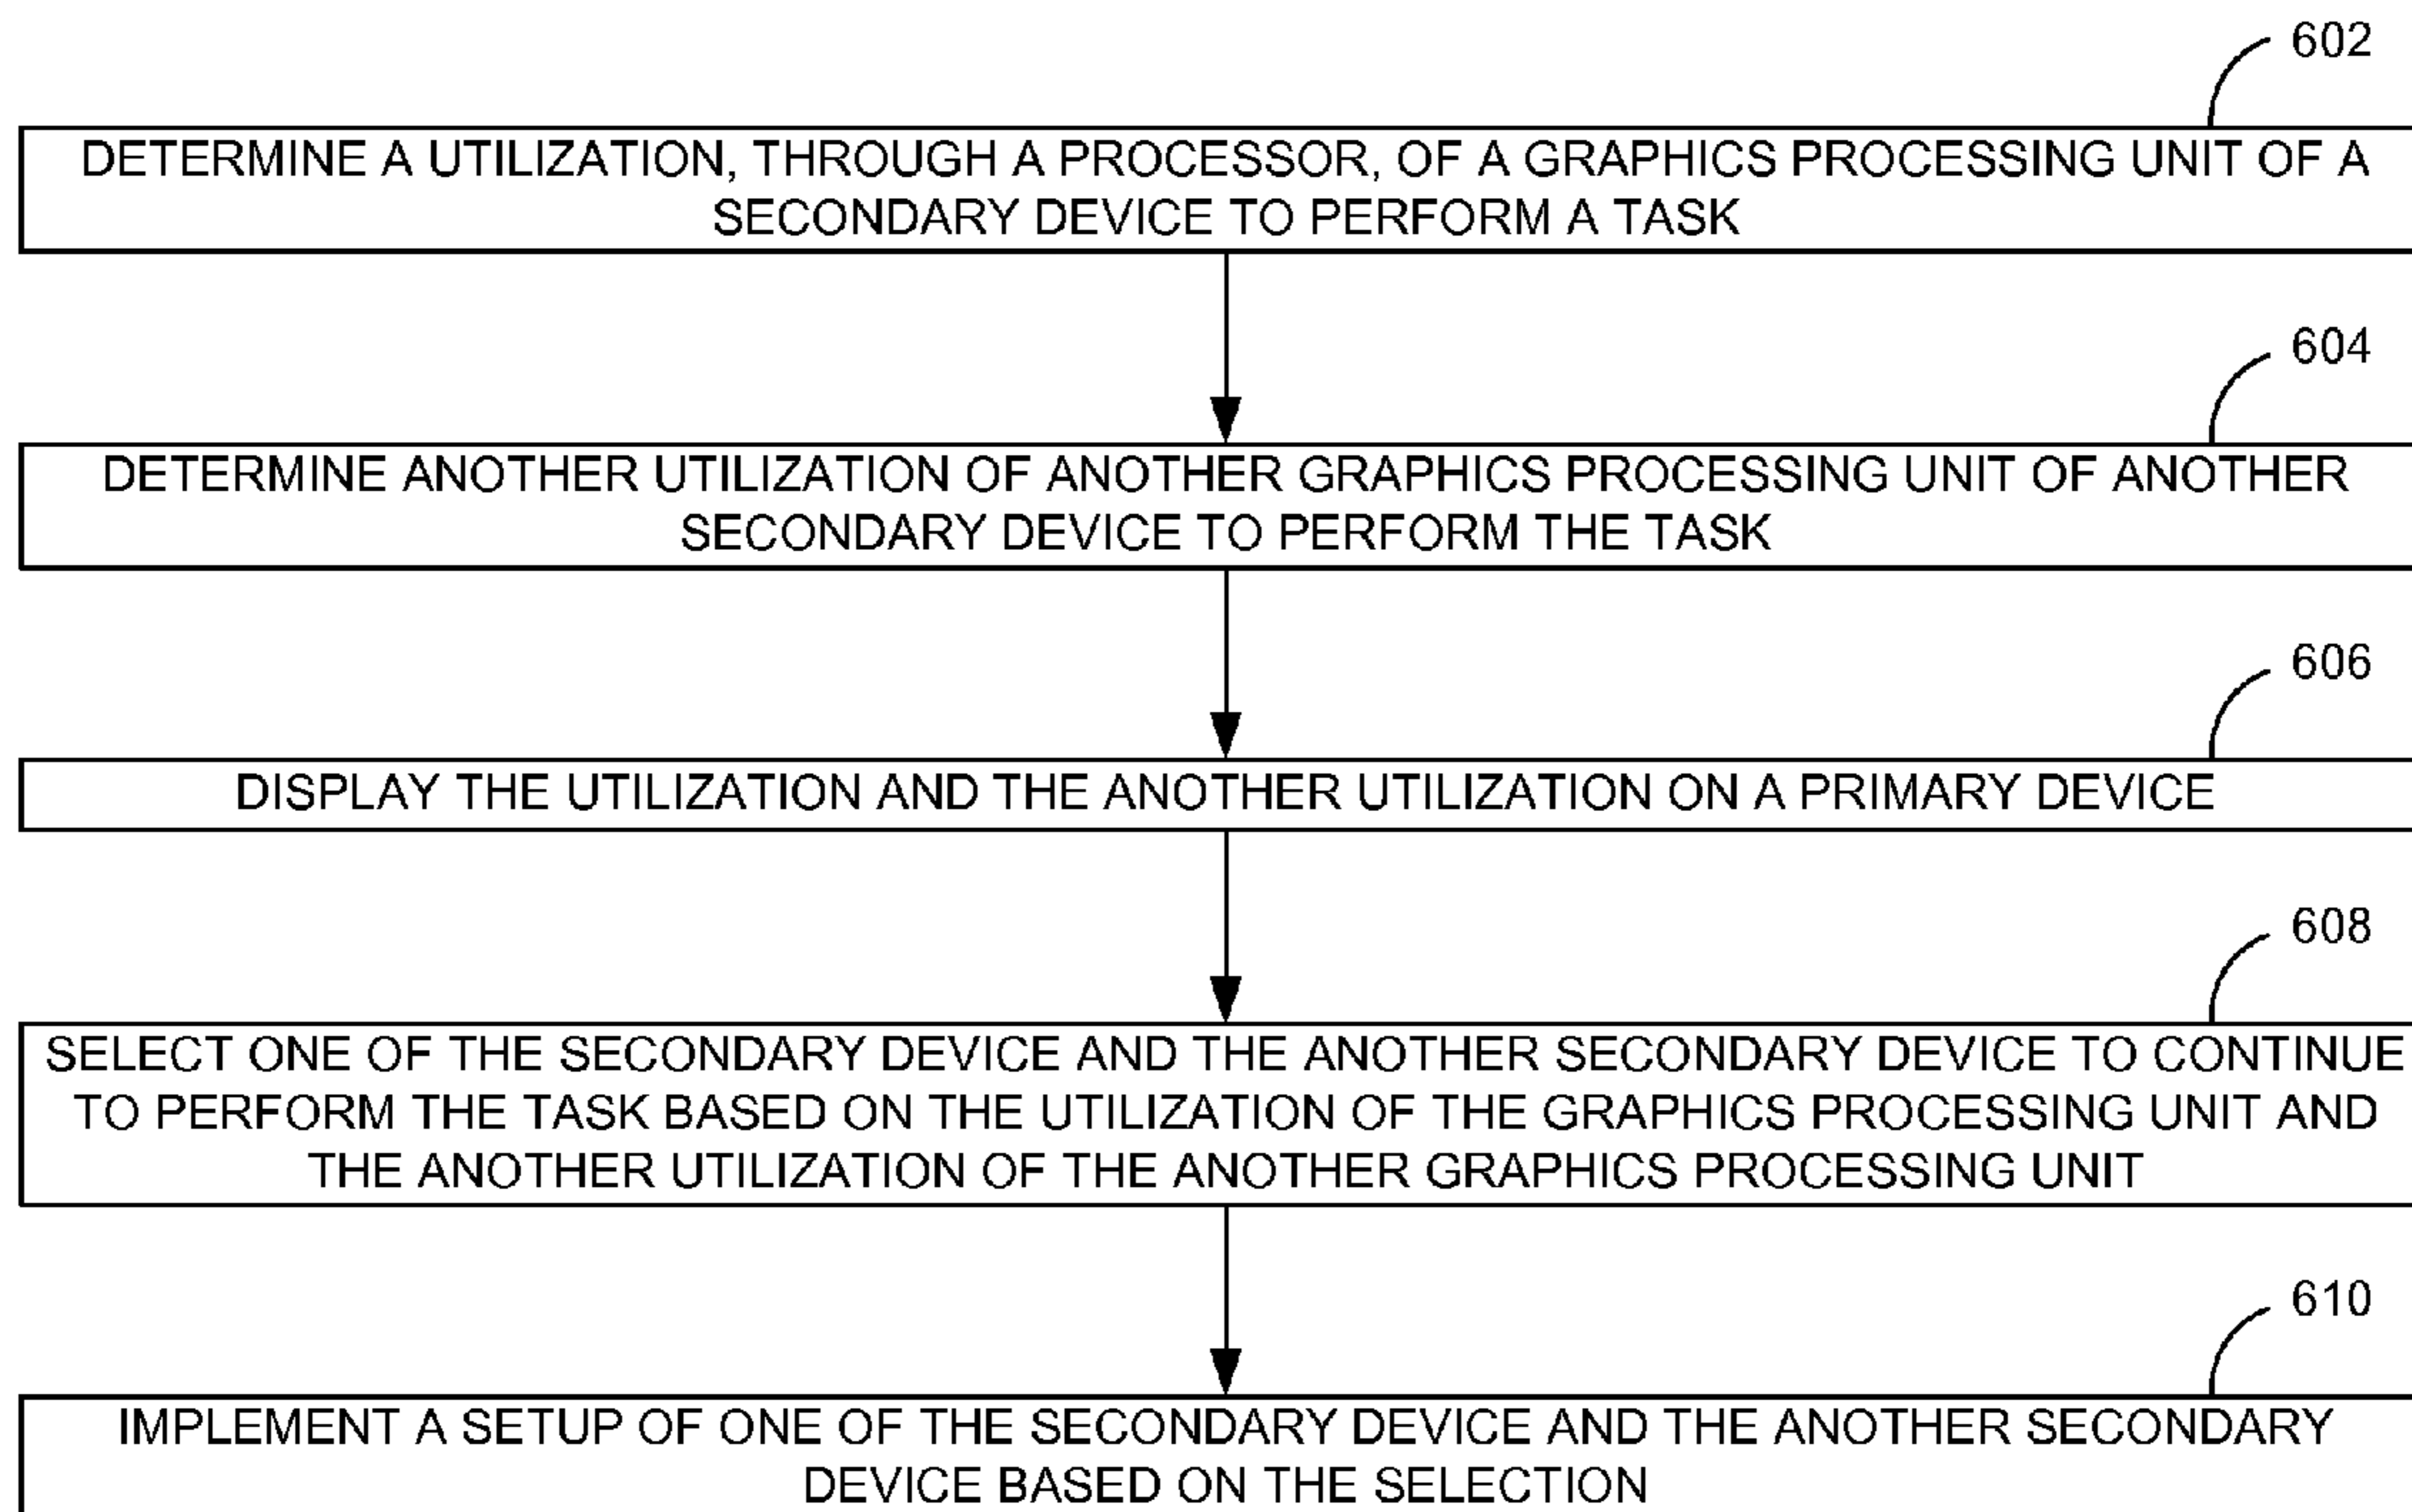 602
DETERMINE A UTILIZATION, THROUGH A PROCESSOR, OF A GRAPHICS PROCESSING UNIT OF A
SECONDARY DEVICE TO PERFORM A TASK
604
DETERMINE ANOTHER UTILIZATION OF ANOTHER GRAPHICS PROCESSING UNIT OF ANOTHER
SECONDARY DEVICE TO PERFORM THE TASK
606
DISPLAY THE UTILIZATION AND THE ANOTHER UTILIZATION ON A PRIMARY DEVICE
608
SELECT ONE OF THE SECONDARY DEVICE AND THE ANOTHER SECONDARY DEVICE TO CONTINUE
TO PERFORM THE TASK BASED ON THE UTILIZATION OF THE GRAPHICS PROCESSING UNIT AND
THE ANOTHER UTILIZATION OF THE ANOTHER GRAPHICS PROCESSING UNIT
610
IMPLEMENT A SETUP OF ONE OF THE SECONDARY DEVICE AND THE ANOTHER SECONDARY
DEVICE BASED ON THE SELECTION